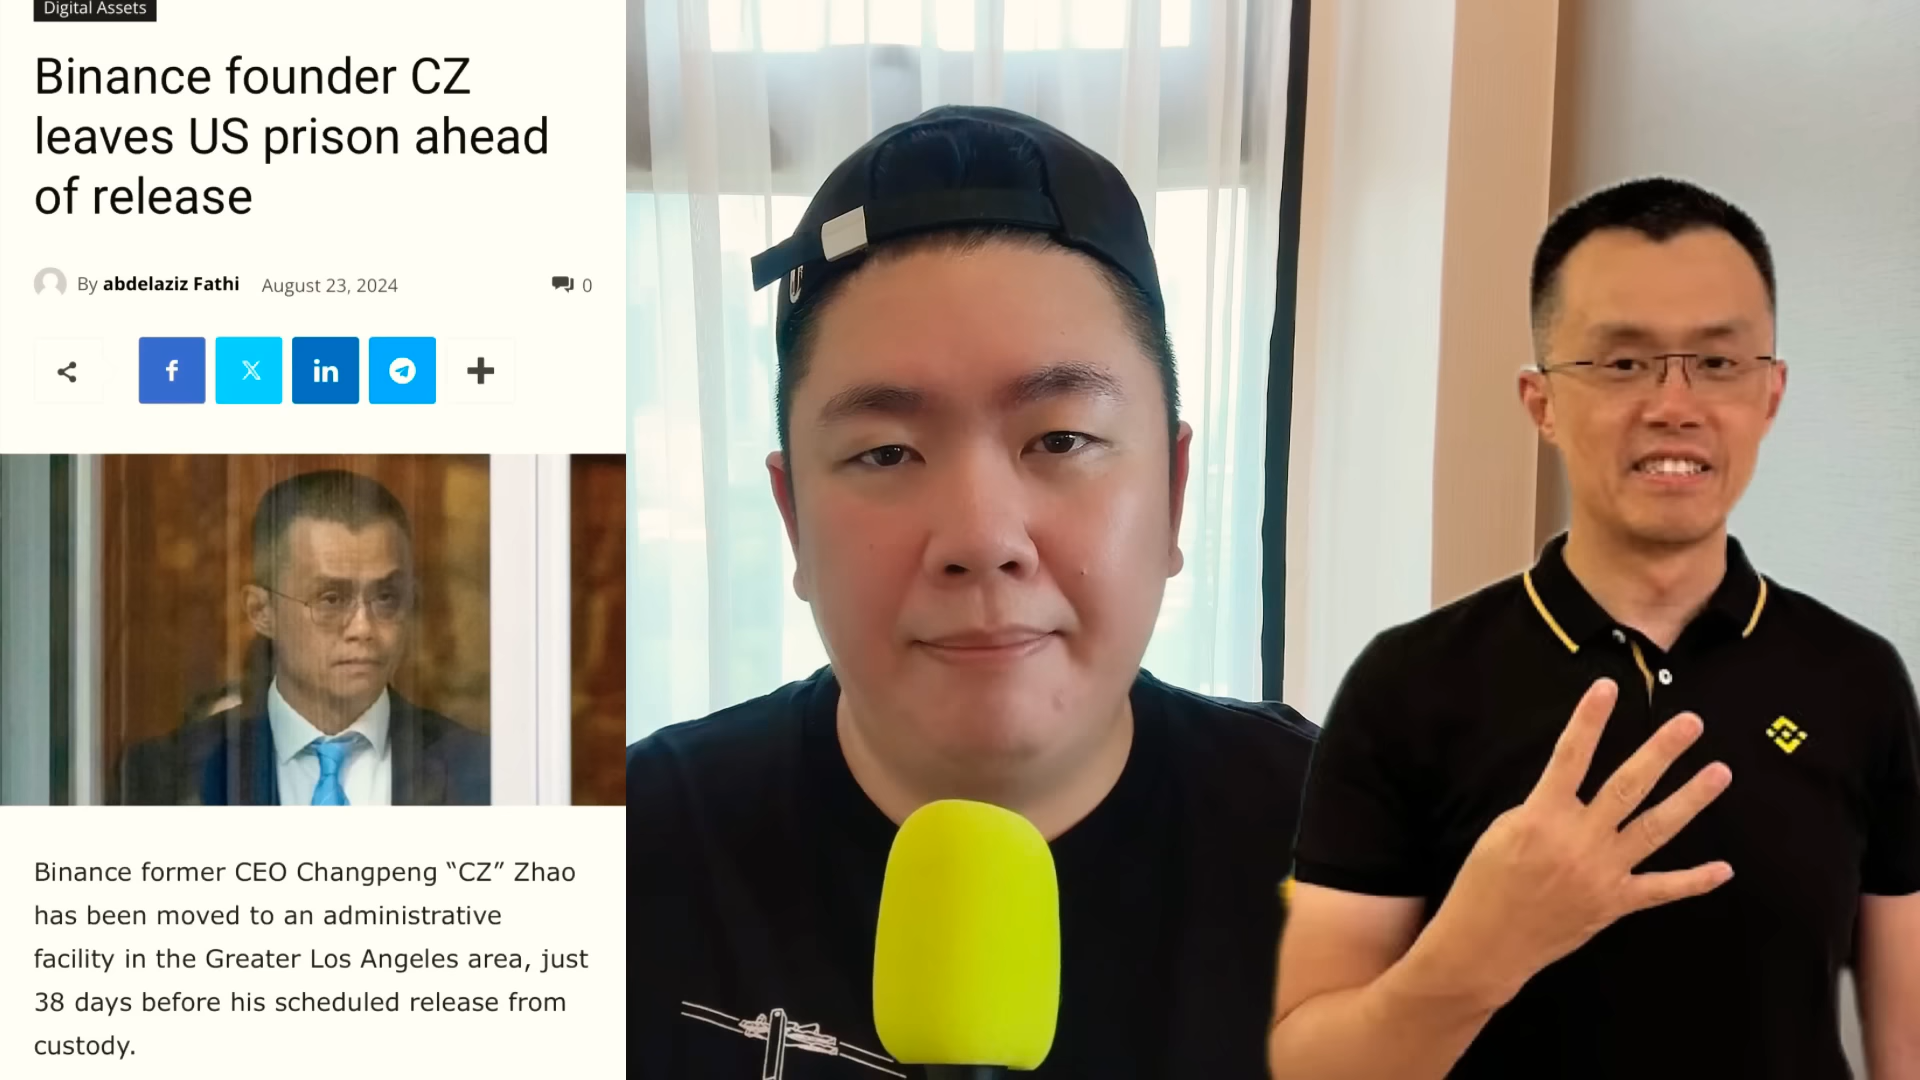 Digital Assets
Binance founder CZ
leaves US prison ahead
of release
By abdelaziz Fathi August 23, 2024 0
Binance former CEO Changpeng “CZ” Zhao
has been moved to an administrative
facility in the Greater Los Angeles area, just
38 days before his scheduled release from
custody.